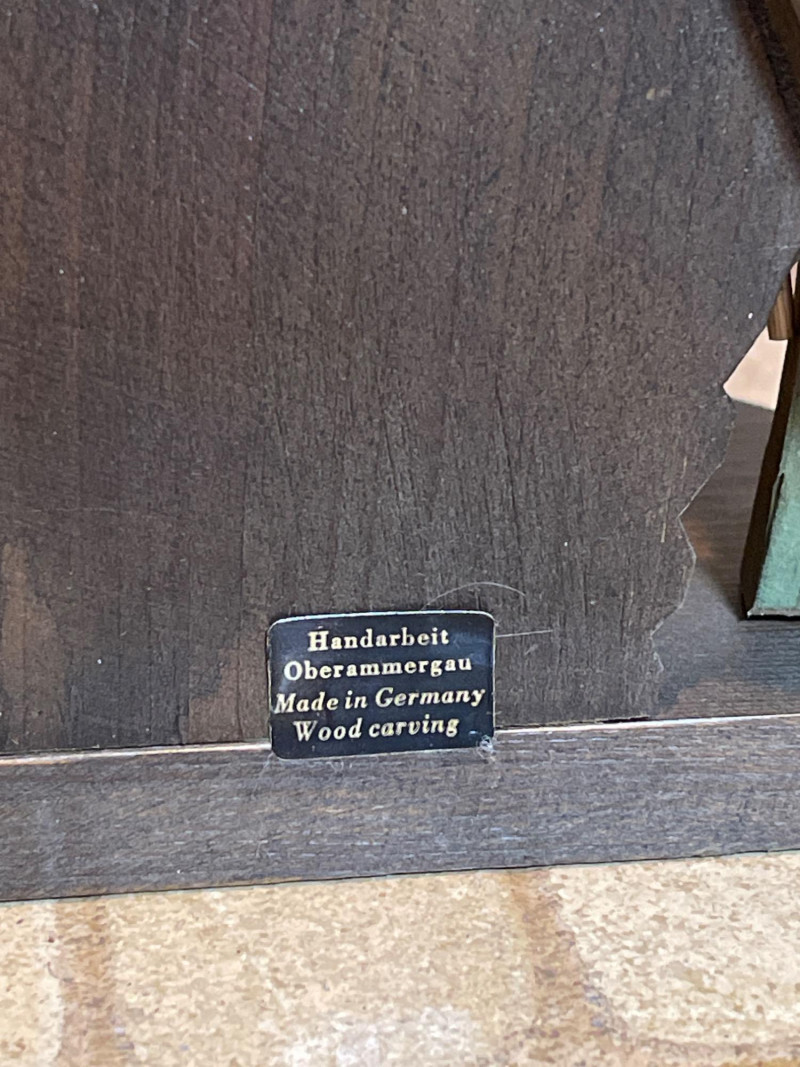 Handarbeit
Oberammergau
Made in Germany
Wood carving